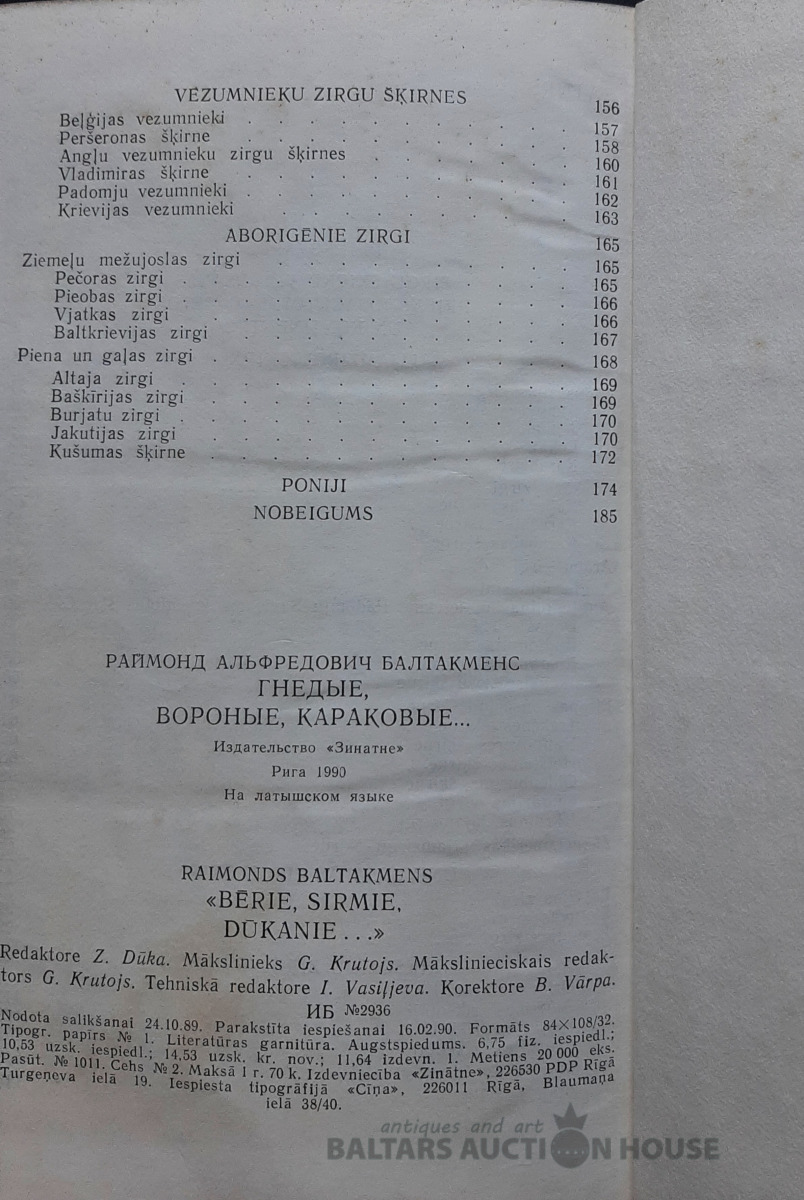 VEZUMNIEKU ZIRGU ŠĶIRNES 156
Beļģijas vezumnieki . . . . . . . . . . 157
Peršeronas šķirne . . . . . . . . . . 158
Angļu vezumnieku zirgu šķirnes . . . . . . 160
Vladimiras šķirne . . . . . . . . . . 161
Padomju vezumnieki . . . . . . . . . . 162
Krievijas vezumnieki . . . . . . . . . 163
ABORIGĒNIE ZIRGI 165
Ziemeļu mežujoslas zirgi . . . . . . . . . 165
Pečoras zirgi . . . . . . . . . . . . 165
Pieobas zirgi . . . . . . . . . . . . 166
Vjatkas zirgi . . . . . . . . . . . 166
Baltkrievijas zirgi . . . . . . . . . . 167
Piena un gaļas zirgi . . . . . . . . . . . 168
Altaja zirgi . . . . . . . . . . . . 169
Baškīrijas zirgi . . . . . . . . . . . 169
Burjatu zirgi . . . . . . . . . . . . 170
Jakutijas zirgi . . . . . . . . . . . 170
Kušumas šķirne . . . . . . . . . . . 172
PONIJI 174
NOBEIGUMS 185
РАЙМОНД АЛЬФРЕДОВИЧ БАЛТАКМЕНС
ГНЕДЫЕ,
ВОРОНЫЕ, КАРАКОВЫЕ...
Издательство «Зинатне»
Рига 1990
На латышском языке
RAIMONDS BALTAKMENS
«BĒRIE, SIRMIE,
DŪKANIE ...»
Redaktore Z. Dūka. Mākslinieks G. Krutojs. Mākslinieciskais redak-
tors G. Krutojs. Tehniskā redaktore I. Vasiļjeva. Korektore B. Vārpa.
ИБ №2936
Nodota salikšanai 24.10.89. Parakstīta iespiešanai 16.02.90. Formāts 84×108/32.
Tipogr. papīrs № 1. Literatūras garnitūra. Augstspiedums. 6,75 fiz. iespiedl.;
10,53 uzsk. iespiedl.; 14,53 uzsk. kr. nov.; 11,64 izdevn. l. Metiens 20 000 eks.
Pasūt. № 1011. Cehs № 2. Maksā 1 r. 70 k. Izdevniecība «Zinātne», 226530 PDP Rīgā
Turgeņeva ielā 19. Iespiesta tipogrāfijā «Cīņa», 226011 Rīgā, Blaumaņa
ielā 38/40.
antiques and art
BALTARS AUCTION HOUSE